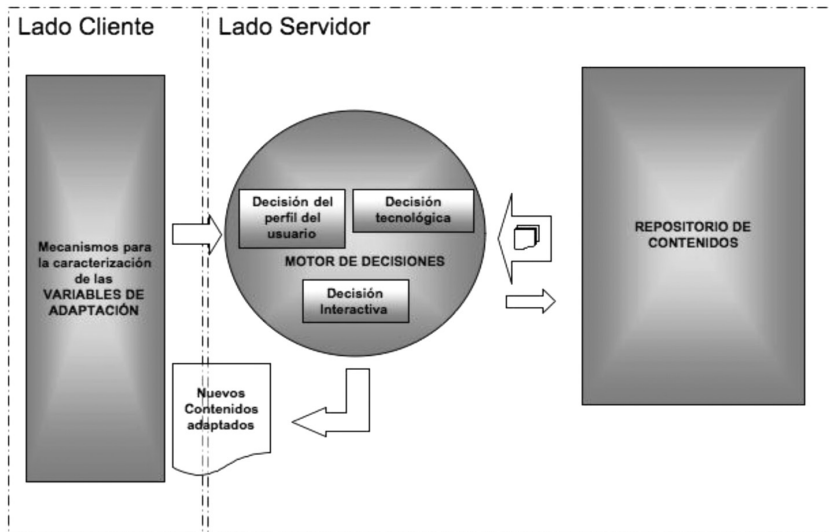 Lado Cliente
Lado Servidor
Mecanismos para
la caracterización
de las
VARIABLES DE
ADAPTACIÓN
Decisión del
perfil del
usuario
Decisión
tecnológica
MOTOR DE DECISIONES
Decisión
Interactiva
REPOSITORIO DE
CONTENIDOS
Nuevos
Contenidos
adaptados